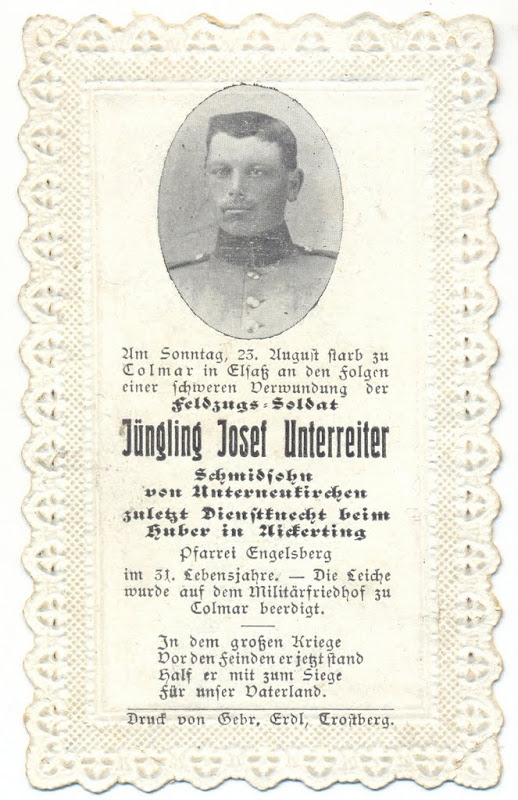 Am Sonntag, 23. August starb zu
Colmar in Elsaß an den Folgen
einer schweren Verwundung der
Feldzugs-Soldat
Jüngling Josef Unterreiter
Schmidsohn
von Unterneukirchen
zuletzt Dienstknecht beim
Huber in Nickerting
Pfarrei Engelsberg
im 31. Lebensjahre. — Die Leiche
wurde auf dem Militärfriedhof zu
Colmar beerdigt.
In dem großen Kriege
Vor den Feinden er jetzt stand
Half er mit zum Siege
Für unser Vaterland.
Druck von Gebr. Erdl, Trostberg.